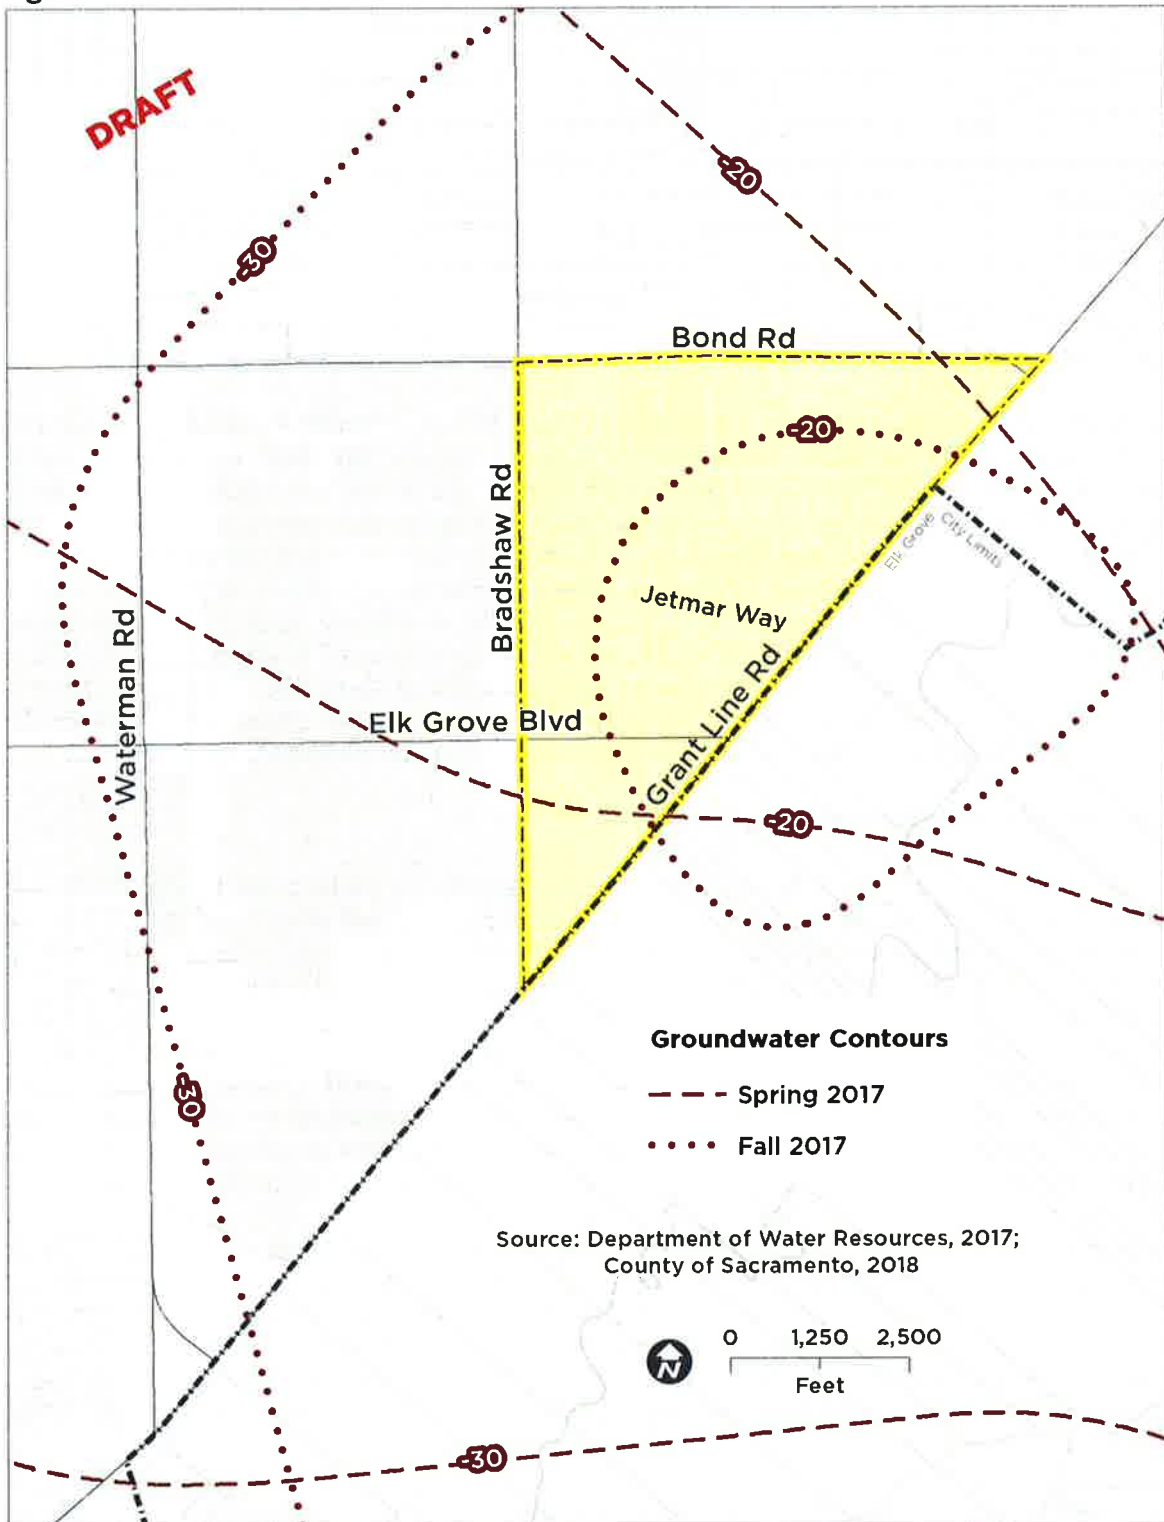 DRAFT
-20
-30
Bond Rd
-20
Bradshaw Rd
Elk Grove
City Limits
Jetmar Way
Waterman Rd
Elk Grove Blvd
Grant Line Rd
-20
-30
Groundwater Contours
Spring 2017
Fall 2017
Source: Department of Water Resources, 2017;
County of Sacramento, 2018
N
0 1,250 2,500
Feet
-30